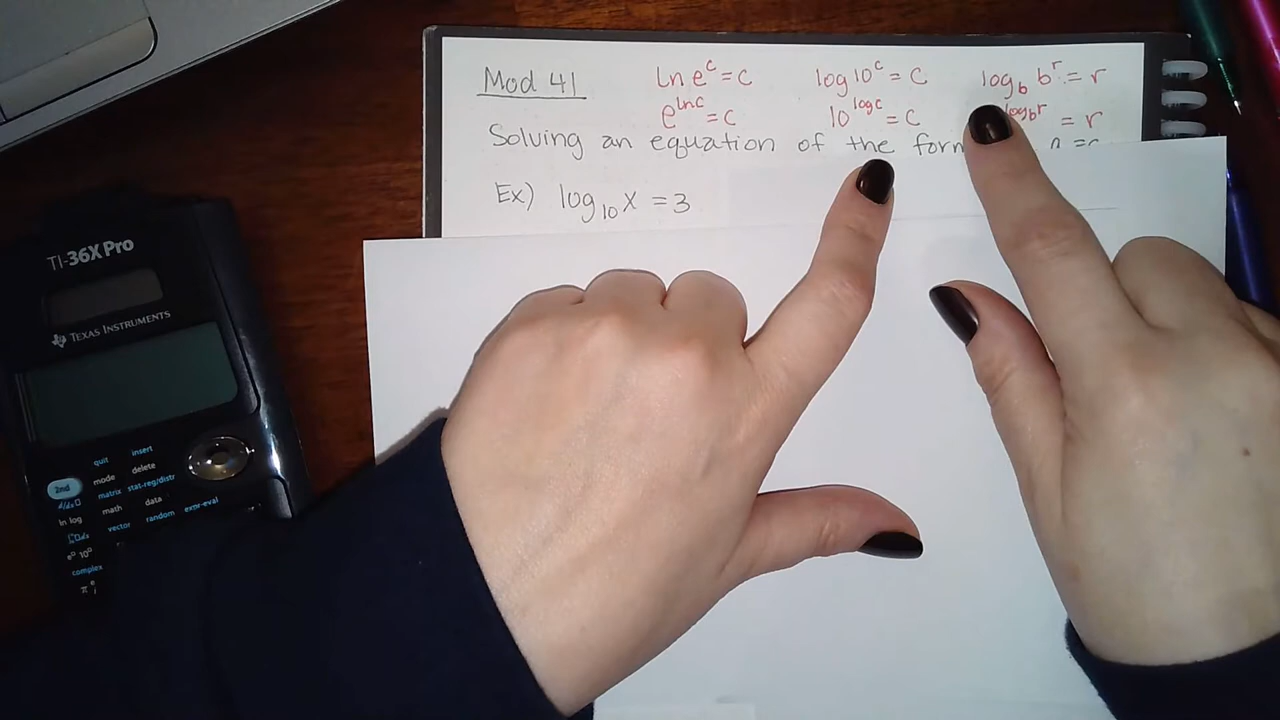 Mod 41
ln e^c = c
log 10^c = c
log_b b^r = r
e^ln c = c
10^log c = c
log_b r = r
Solving an equation of the
Ex) log_10 x = 3
TI-36X Pro
TEXAS INSTRUMENTS
quit insert
2nd mode delete
matrix stat-reg/distr
ln log math data
vector random expr-eval
e□ 10□
complex
π i